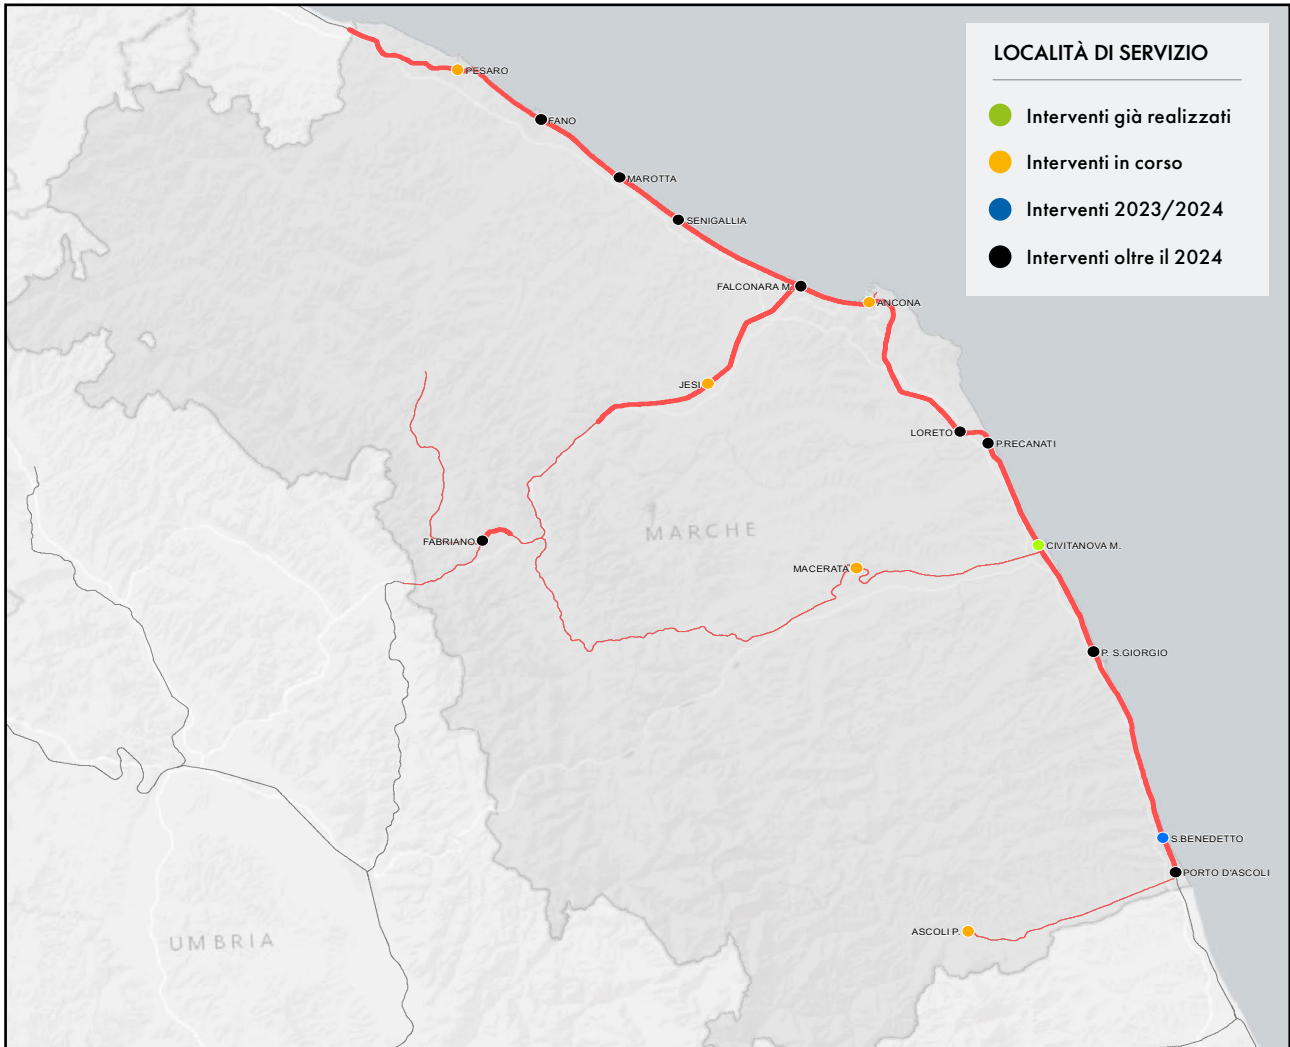 LOCALITÀ DI SERVIZIO
Interventi già realizzati
Interventi in corso
Interventi 2023/2024
Interventi oltre il 2024
PESARO
FANO
MAROTTA
SENIGALLIA
FALCONARA M.
ANCONA
JESI
LORETO
P.RECANATI
MARCHE
FABRIANO
CIVITANOVA M.
MACERATA
P. S.GIORGIO
S.BENEDETTO
PORTO D'ASCOLI
ASCOLI P.
UMBRIA